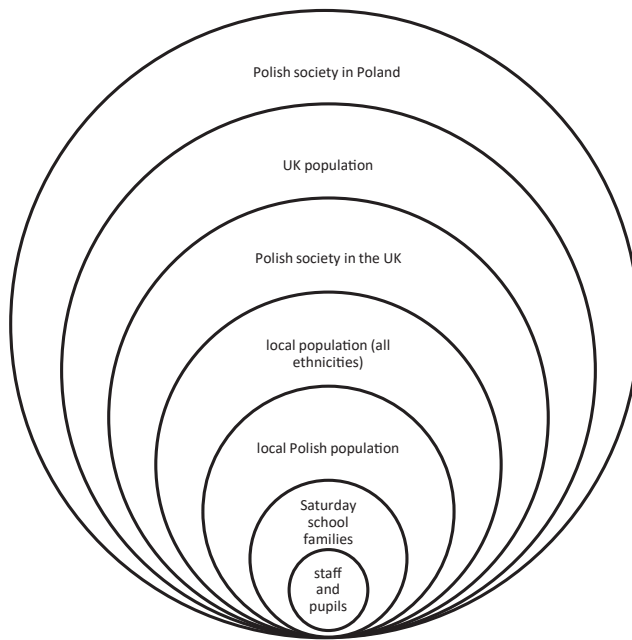 Polish society in Poland
UK population
Polish society in the UK
local population (all
ethnicities)
local Polish population
Saturday
school
families
staff
and
pupils